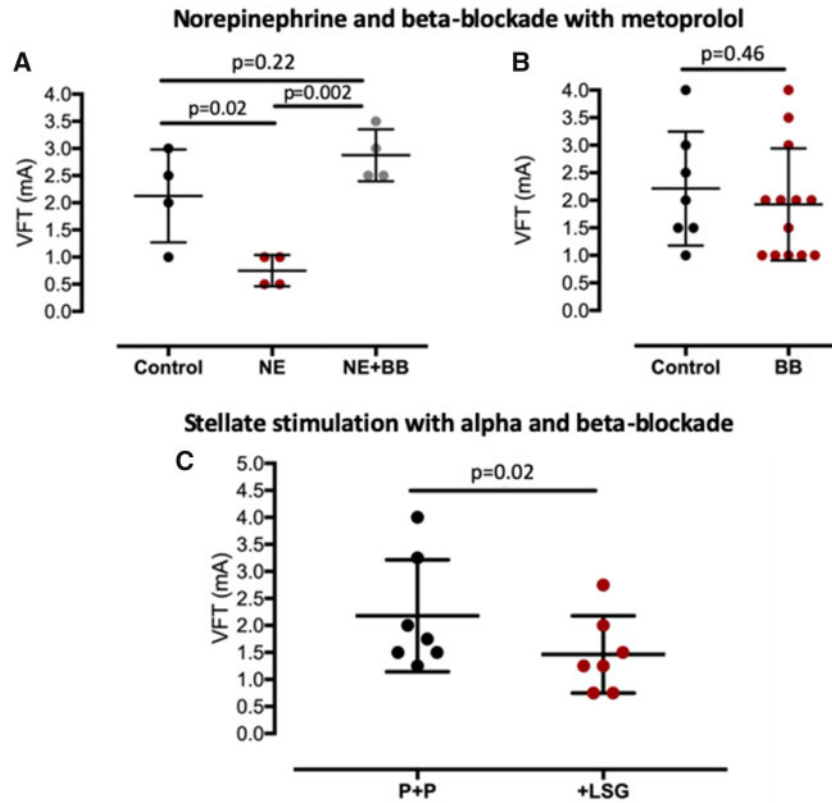 Norepinephrine and beta-blockade with metoprolol
A
p=0.22
p=0.02
p=0.002
VFT (mA)
4.0
3.5
3.0
2.5
2.0
1.5
1.0
0.5
0.0
Control
NE
NE+BB
B
p=0.46
VFT (mA)
4.0
3.5
3.0
2.5
2.0
1.5
1.0
0.5
0.0
Control
BB
Stellate stimulation with alpha and beta-blockade
C
p=0.02
VFT (mA)
5.0
4.5
4.0
3.5
3.0
2.5
2.0
1.5
1.0
0.5
0.0
P+P
+LSG